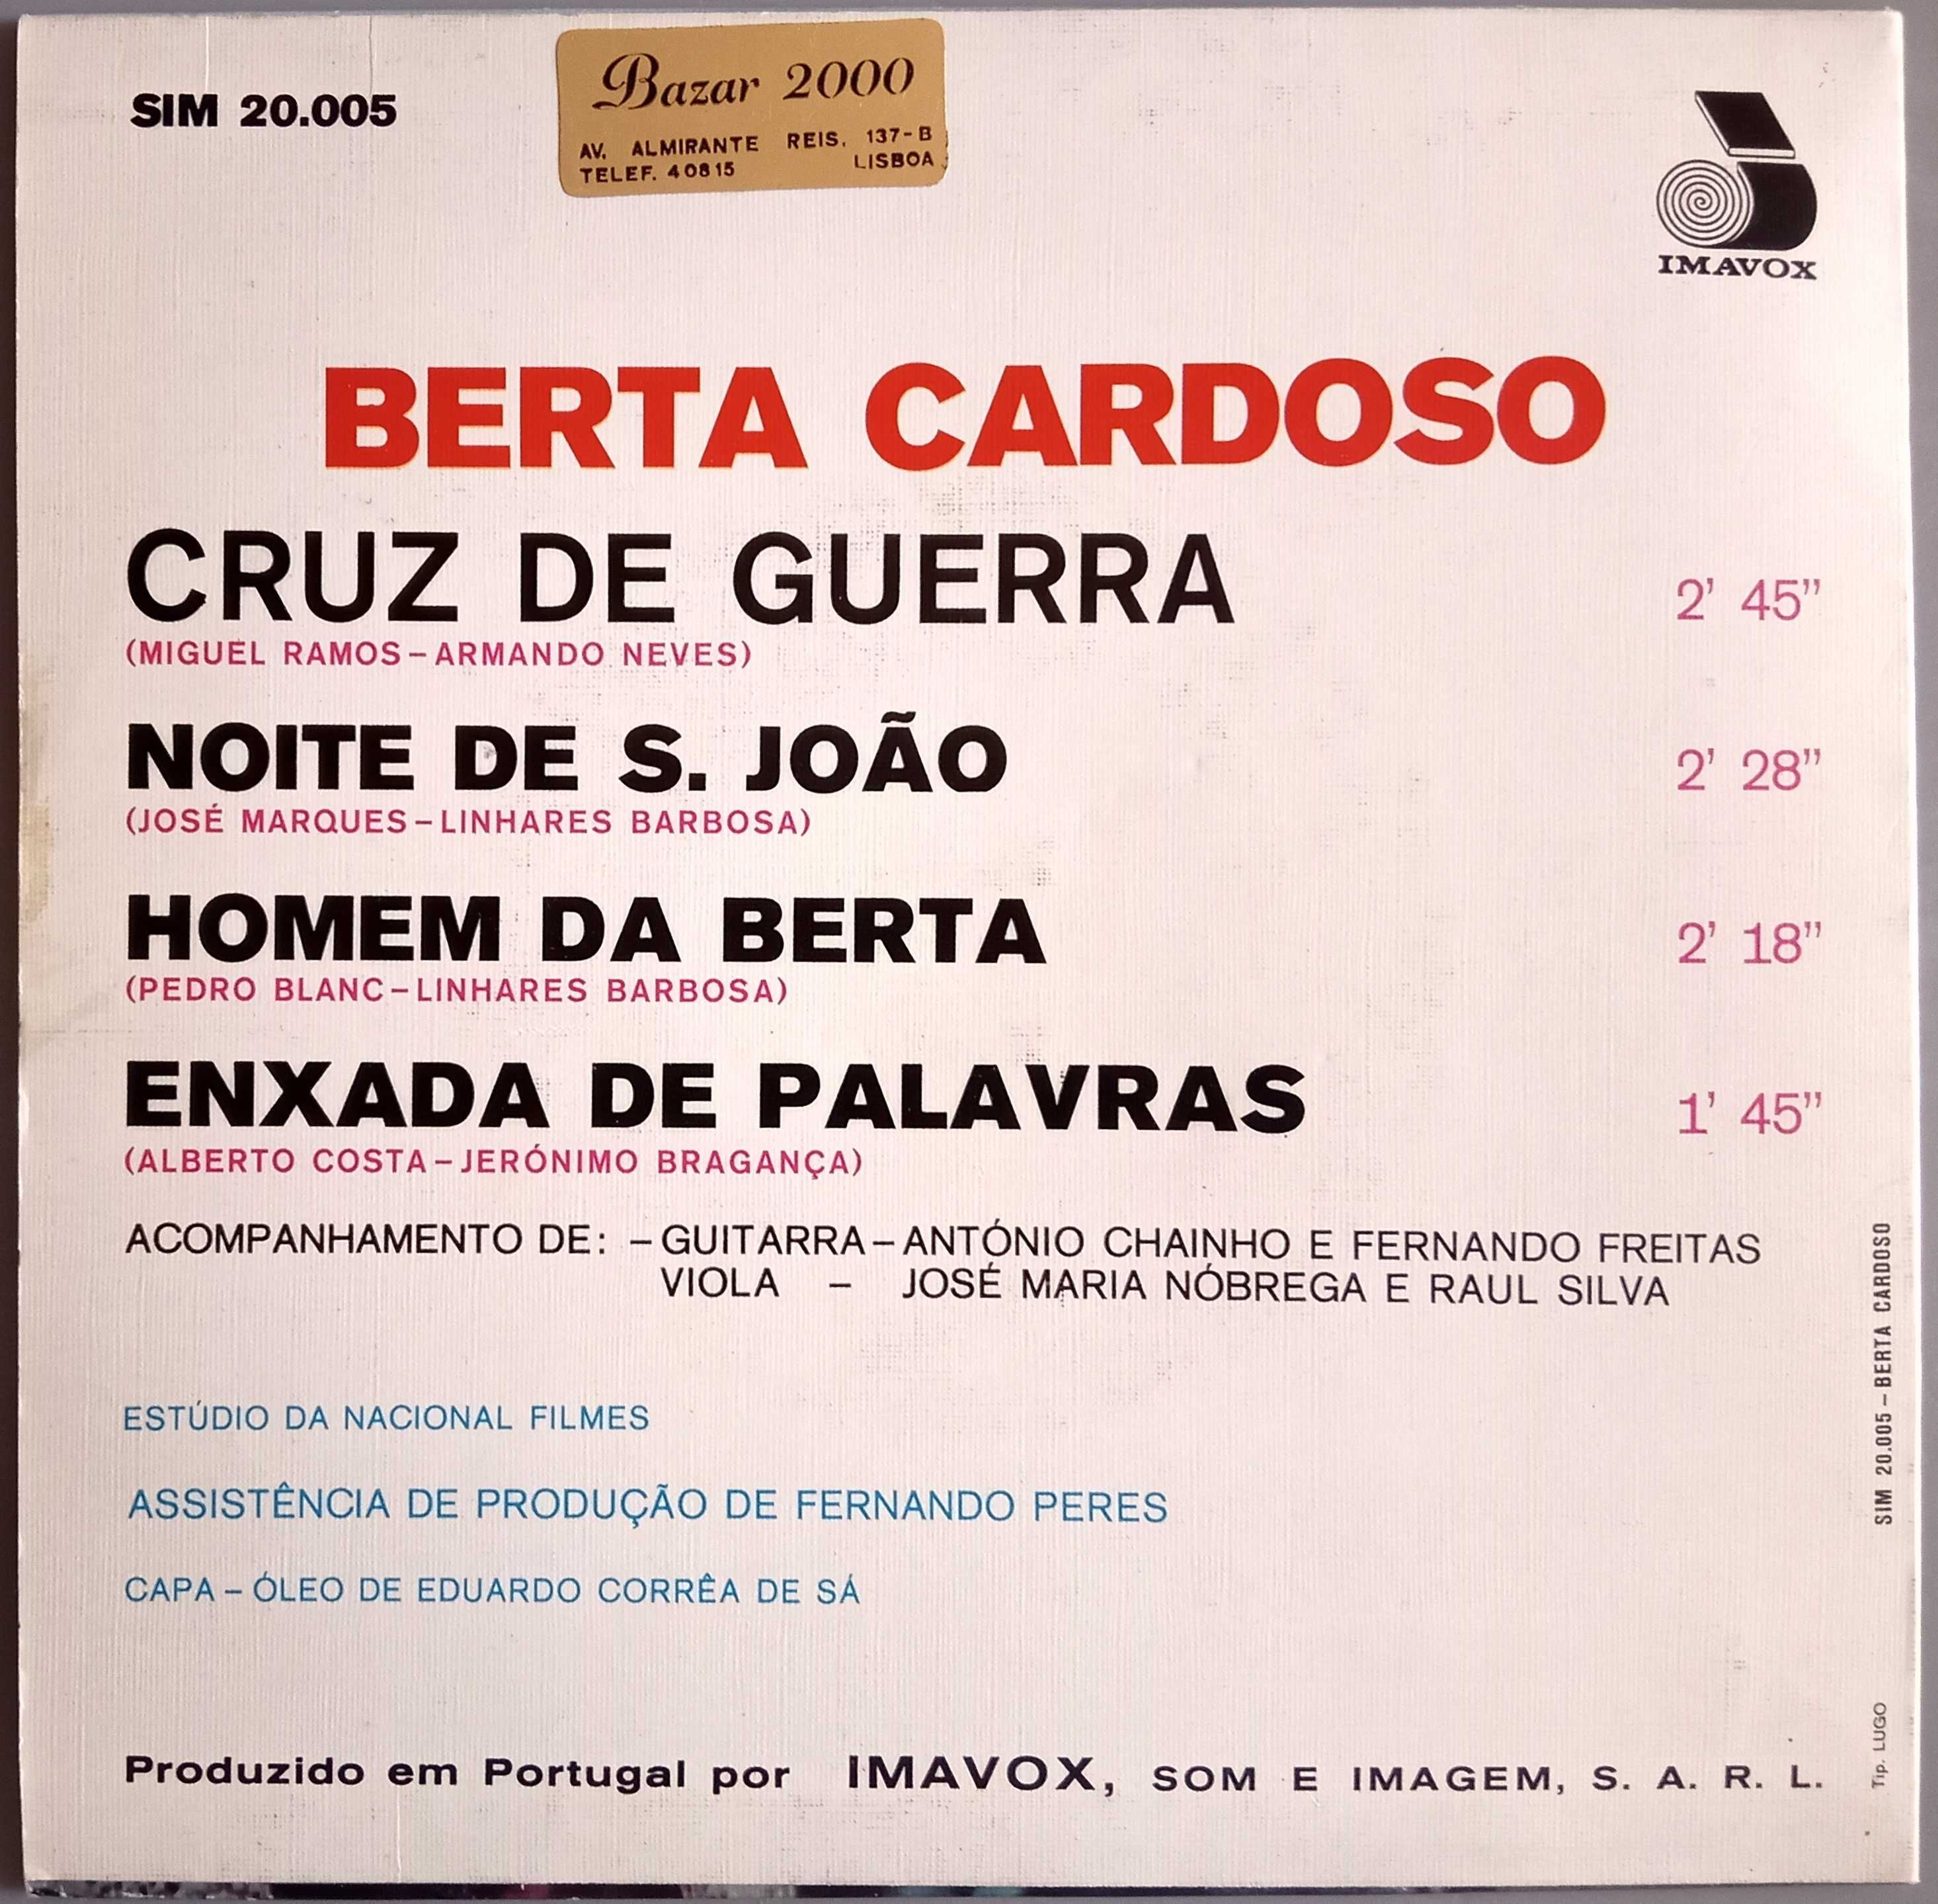 SIM 20.005
Bazar 2000
AV. ALMIRANTE REIS, 137-B
TELEF. 40815 LISBOA
IMAVOX
BERTA CARDOSO
CRUZ DE GUERRA 2' 45"
(MIGUEL RAMOS – ARMANDO NEVES)
NOITE DE S. JOÃO 2' 28"
(JOSÉ MARQUES – LINHARES BARBOSA)
HOMEM DA BERTA 2' 18"
(PEDRO BLANC – LINHARES BARBOSA)
ENXADA DE PALAVRAS 1' 45"
(ALBERTO COSTA – JERÓNIMO BRAGANÇA)
ACOMPANHAMENTO DE: – GUITARRA – ANTÓNIO CHAINHO E FERNANDO FREITAS
VIOLA – JOSÉ MARIA NÓBREGA E RAUL SILVA
ESTÚDIO DA NACIONAL FILMES
ASSISTÊNCIA DE PRODUÇÃO DE FERNANDO PERES
CAPA – ÓLEO DE EDUARDO CORRÊA DE SÁ
Produzido em Portugal por IMAVOX, SOM E IMAGEM, S. A. R. L.
SIM 20.005 – BERTA CARDOSO
Tip. LUGO